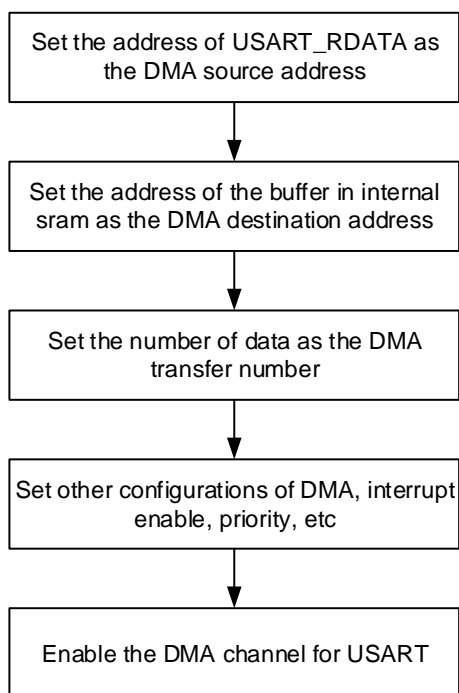 Set the address of USART_RDATA as
the DMA source address
Set the address of the buffer in internal
sram as the DMA destination address
Set the number of data as the DMA
transfer number
Set other configurations of DMA, interrupt
enable, priority, etc
Enable the DMA channel for USART